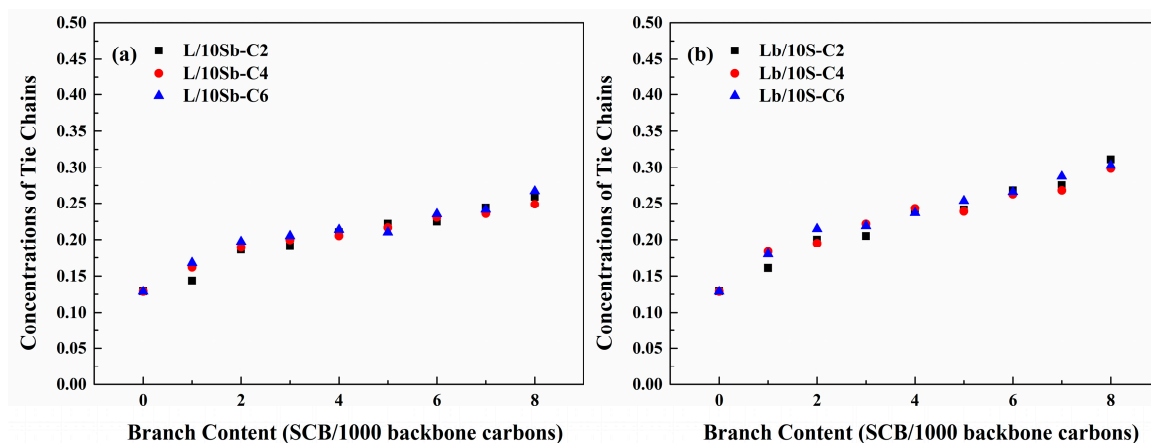 (a)
L/10Sb-C2
L/10Sb-C4
L/10Sb-C6
Concentrations of Tie Chains
0.50
0.45
0.40
0.35
0.30
0.25
0.20
0.15
0.10
0.05
0.00
0 2 4 6 8
Branch Content (SCB/1000 backbone carbons)
(b)
Lb/10S-C2
Lb/10S-C4
Lb/10S-C6
Concentrations of Tie Chains
0.50
0.45
0.40
0.35
0.30
0.25
0.20
0.15
0.10
0.05
0.00
0 2 4 6 8
Branch Content (SCB/1000 backbone carbons)